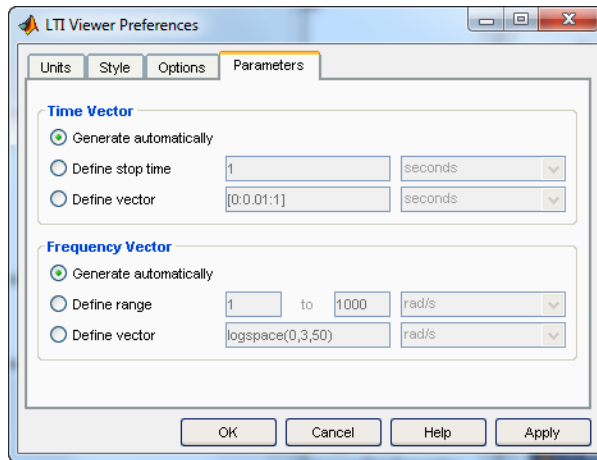 LTI Viewer Preferences
Units Style Options Parameters
Time Vector
Generate automatically
Define stop time 1 seconds
Define vector [0:0.01:1] seconds
Frequency Vector
Generate automatically
Define range 1 to 1000 rad/s
Define vector logspace(0,3,50) rad/s
OK Cancel Help Apply